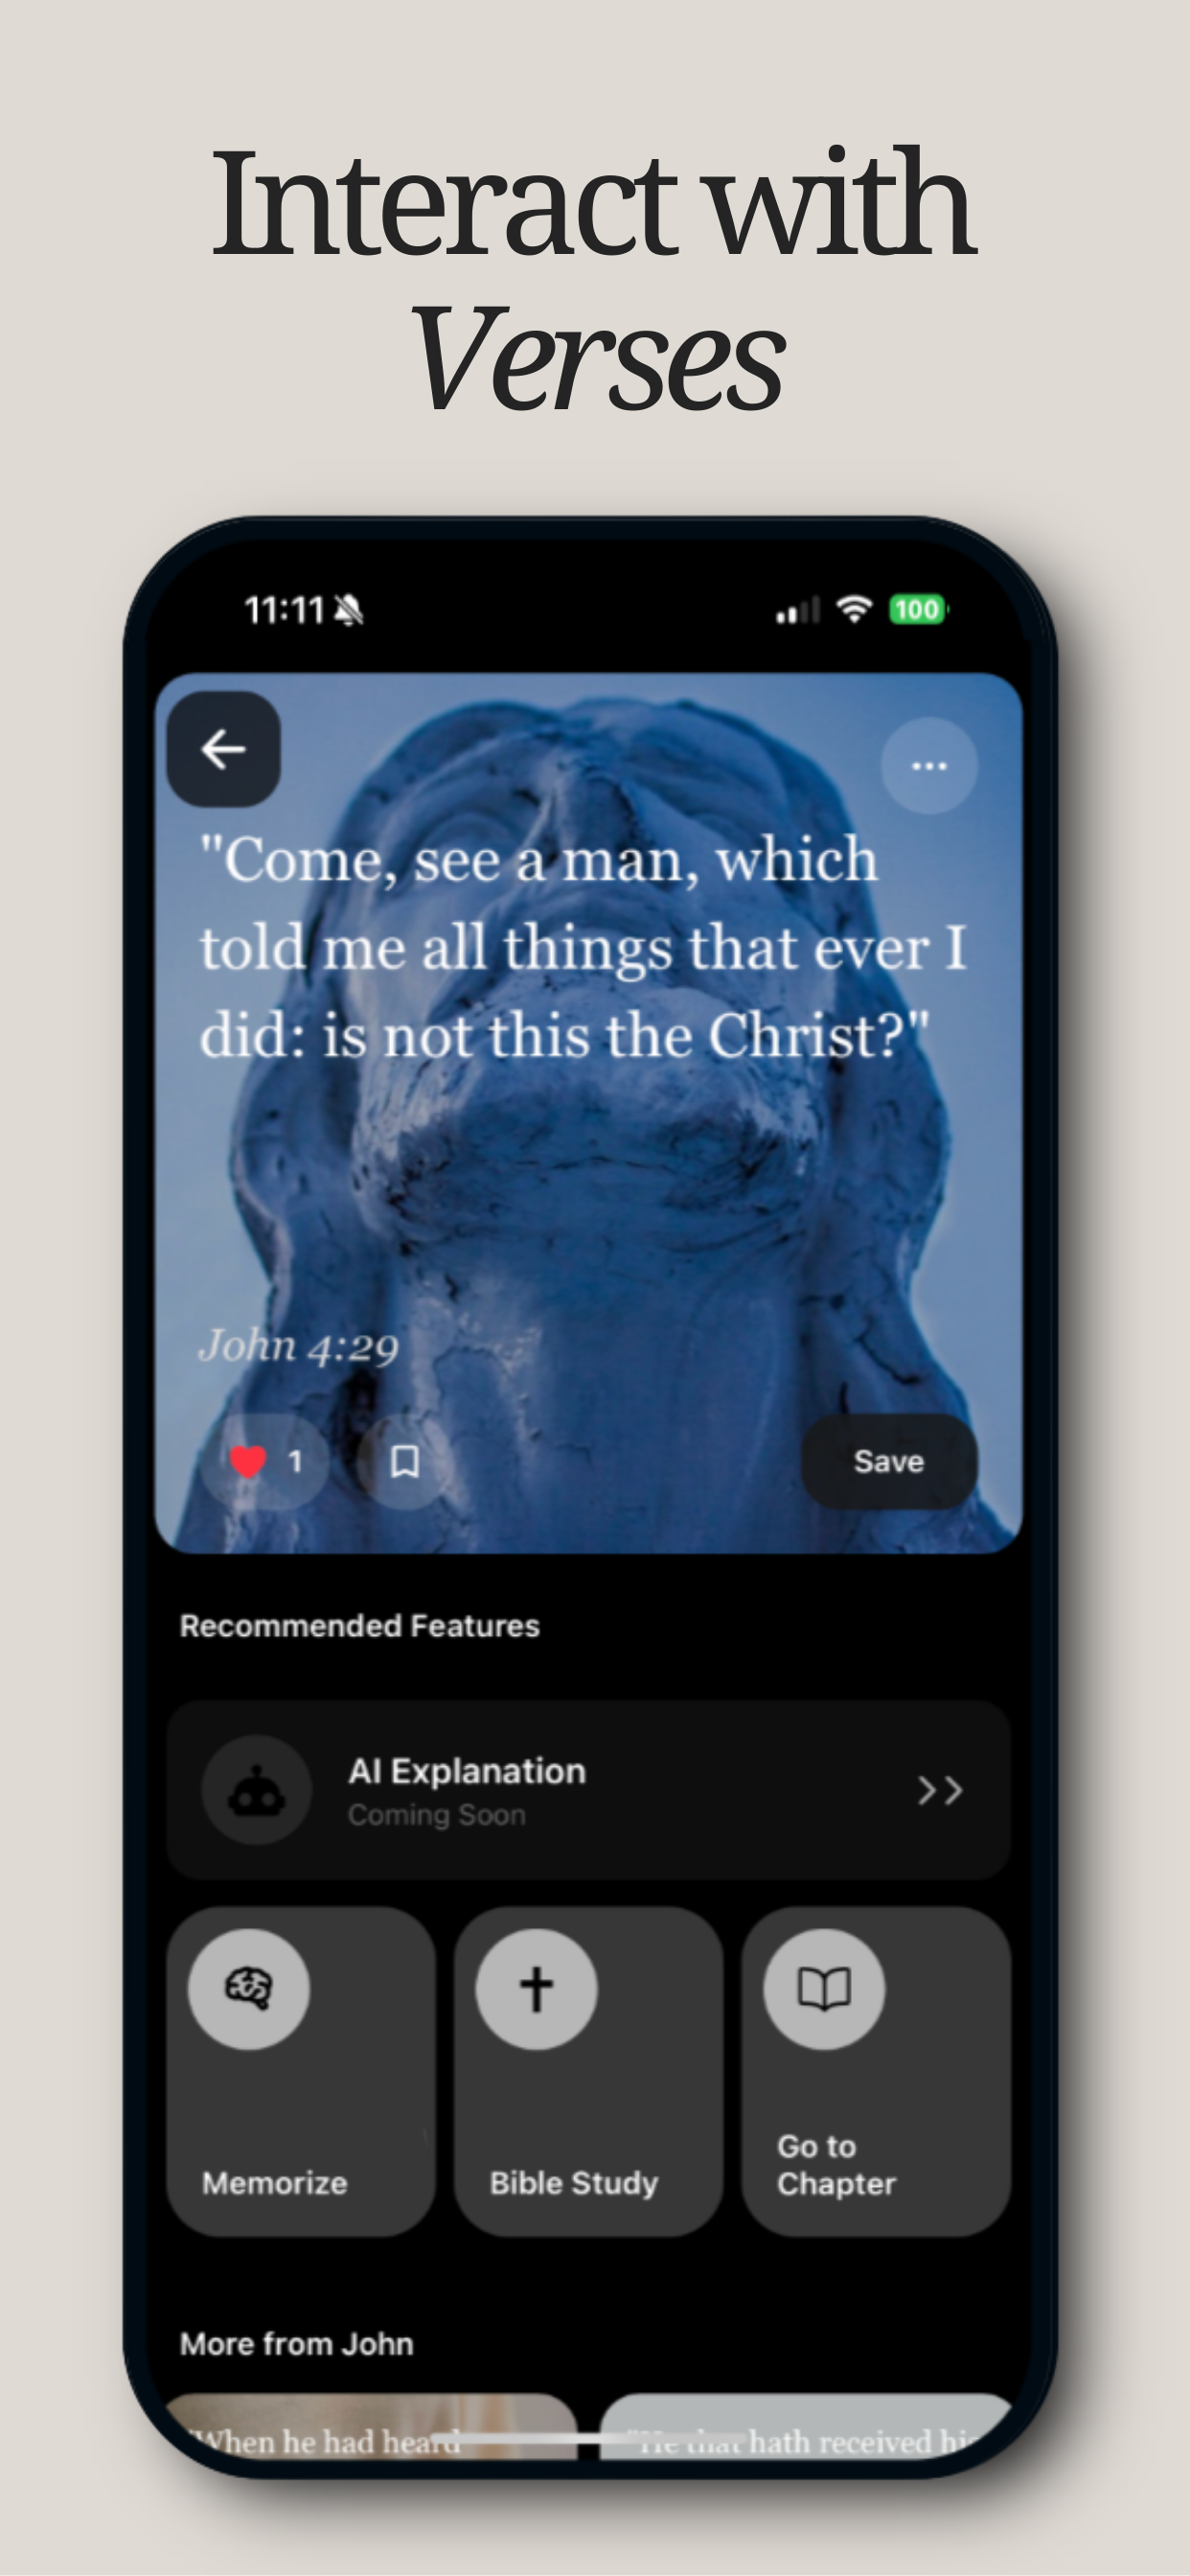 Interact with
Verses
11:11
100
"Come, see a man, which
told me all things that ever I
did: is not this the Christ?"
John 4:29
1
Save
Recommended Features
AI Explanation
Coming Soon
Memorize
Bible Study
Go to
Chapter
More from John
"When he had heard
"He that hath received his